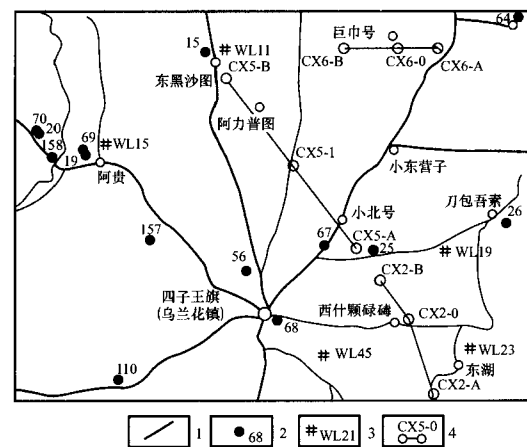 64
巨巾号
15
WL11
CX5-B
CX6-B
CX6-0
CX6-A
东黑沙图
阿力普图
70
20
69
WL15
158
19
阿贵
CX5-1
小东营子
刀包吾素
小北号
26
157
67
CX5-A
25
WL19
56
CX2-B
四子王旗
(乌兰花镇)
西什颗碌碡
CX2-0
68
WL23
WL45
东湖
110
CX2-A
1
68
2
WL21
3
CX5-0
4